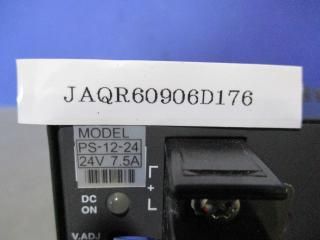 JAQR60906D176
MODEL
PS-12-24
24V 7.5A
+
DC
ON
V.ADJ